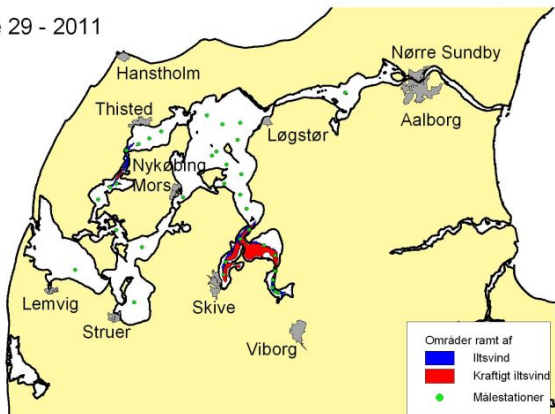 29 - 2011
Hanstholm
Nørre Sundby
Thisted
Aalborg
Løgstør
Nykøbing
Mors
Lemvig
Skive
Struer
Viborg
Områder ramt af
Iltsvind
Kraftigt iltsvind
Målestationer